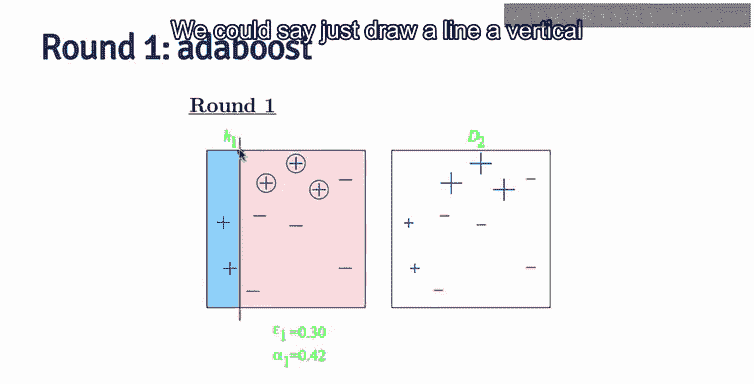 We could say just draw a line a vertical
Round 1: adaboost
Round 1
h1
D2
ε1=0.30
α1=0.42